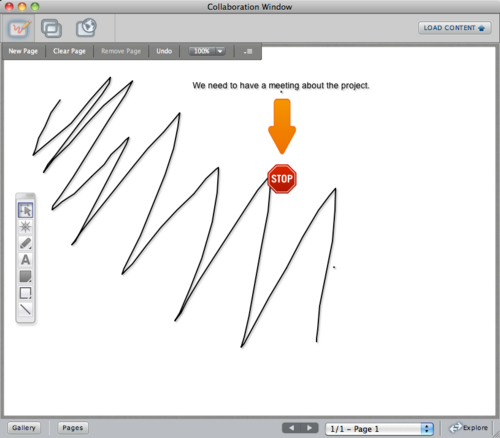 Collaboration Window
LOAD CONTENT
New Page Clear Page Remove Page Undo 100%
We need to have a meeting about the project.
STOP
A
Gallery Pages 1/1 - Page 1 Explore